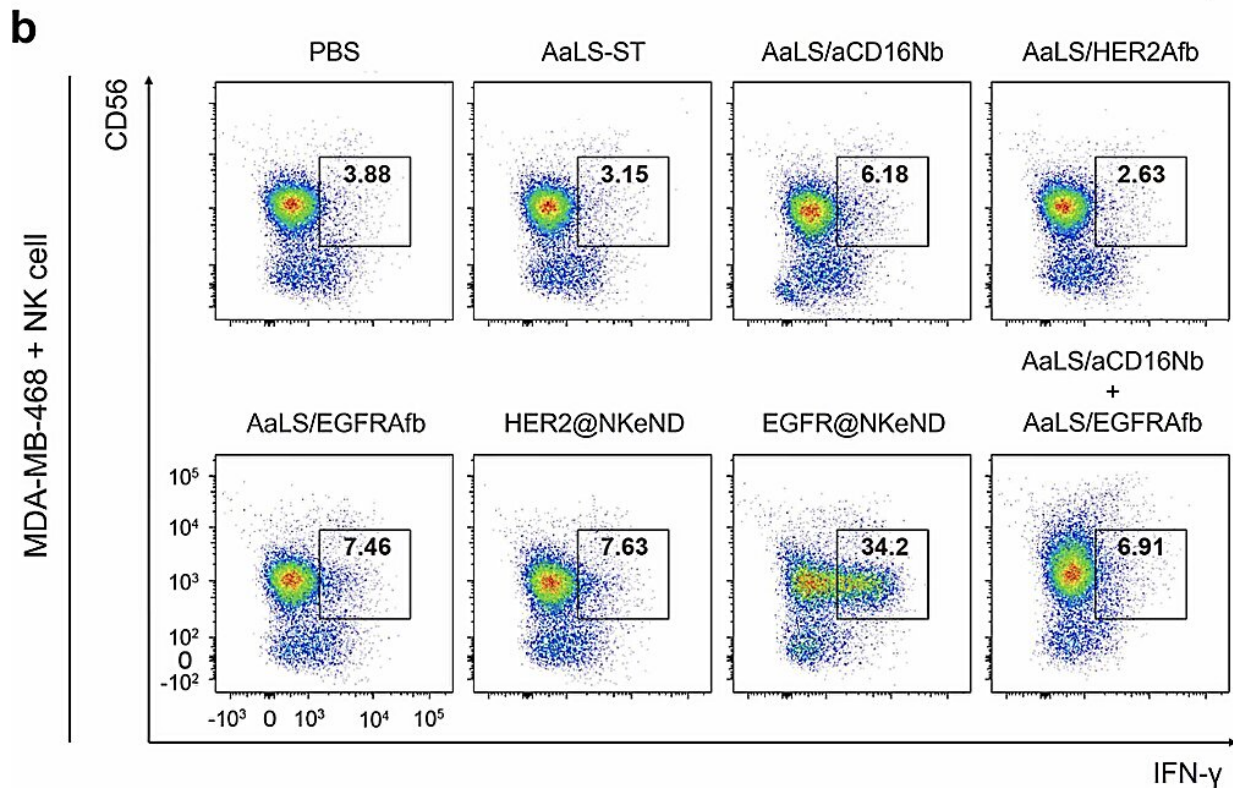 b
PBS AaLS-ST AaLS/aCD16Nb AaLS/HER2Afb
CD56
3.88 3.15 6.18 2.63
MDA-MB-468 + NK cell
AaLS/aCD16Nb
+
AaLS/EGFRAfb HER2@NKeND EGFR@NKeND AaLS/EGFRAfb
10⁵
10⁴
7.46 7.63 34.2 6.91
10³
10²
0
-10²
-10³ 0 10³ 10⁴ 10⁵
IFN-γ